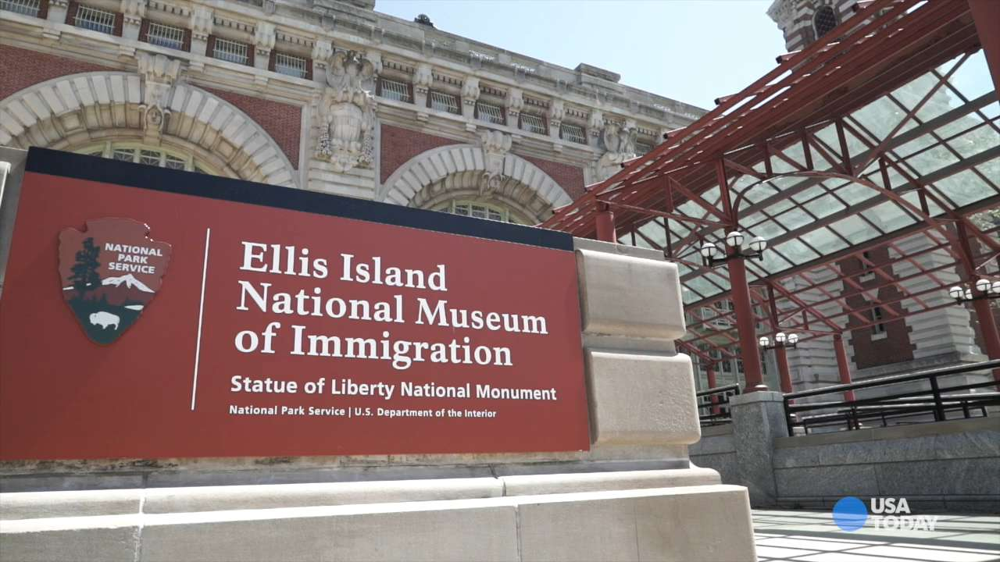 NATIONAL
PARK
SERVICE
Ellis Island
National Museum
of Immigration
Statue of Liberty National Monument
National Park Service | U.S. Department of the Interior
USA
TODAY